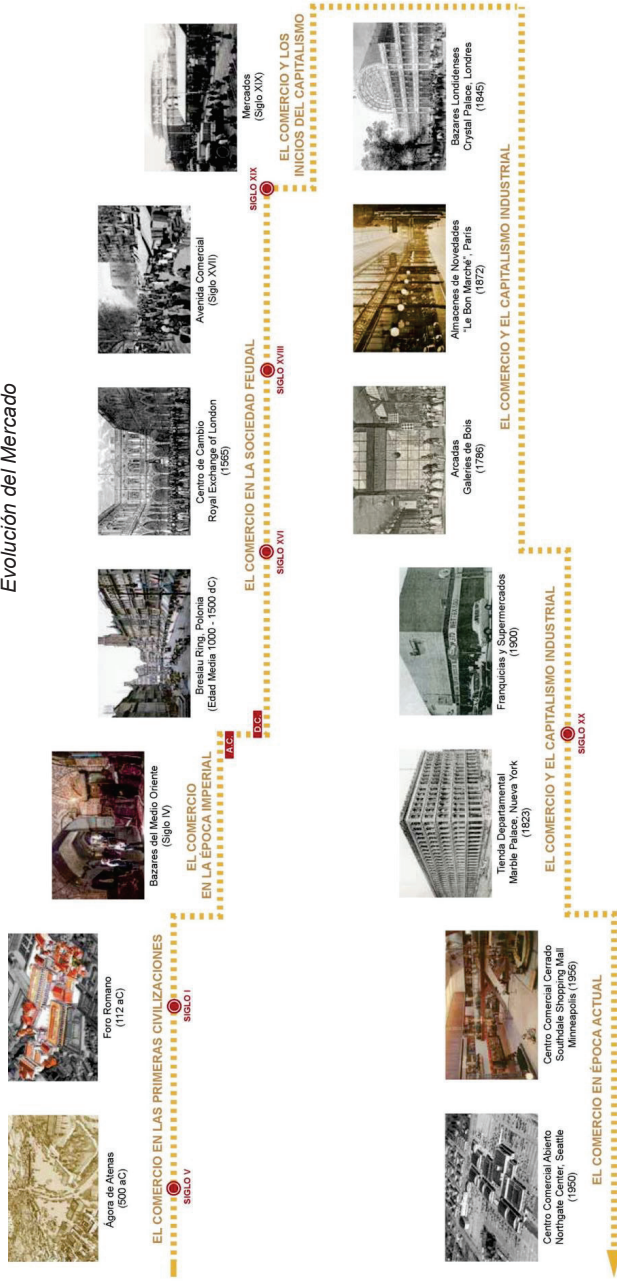 Evolución del Mercado
Ágora de Atenas
(500 aC)
Foro Romano
(112 aC)
EL COMERCIO EN LAS PRIMERAS CIVILIZACIONES
SIGLO V
SIGLO I
Bazares del Medio Oriente
(Siglo IV)
EL COMERCIO
EN LA ÉPOCA IMPERIAL
A.C.
D.C.
Breslau Ring, Polonia
(Edad Media 1000 - 1500 dC)
Centro de Cambio
Royal Exchange of London
(1565)
Avenida Comercial
(Siglo XVII)
EL COMERCIO EN LA SOCIEDAD FEUDAL
SIGLO XVI
SIGLO XVIII
SIGLO XIX
Mercados
(Siglo XIX)
EL COMERCIO Y LOS
INICIOS DEL CAPITALISMO
Bazares Londidenses
Crystal Palace, Londres
(1845)
Almacenes de Novedades
"Le Bon Marché", París
(1872)
Arcadas
Galeries de Bois
(1786)
EL COMERCIO Y EL CAPITALISMO INDUSTRIAL
Franquicias y Supermercados
(1900)
Tienda Departamental
Marble Palace, Nueva York
(1823)
EL COMERCIO Y EL CAPITALISMO INDUSTRIAL
SIGLO XX
Centro Comercial Cerrado
Southdale Shopping Mall
Minneapolis (1956)
Centro Comercial Abierto
Northgate Center, Seattle
(1950)
EL COMERCIO EN ÉPOCA ACTUAL